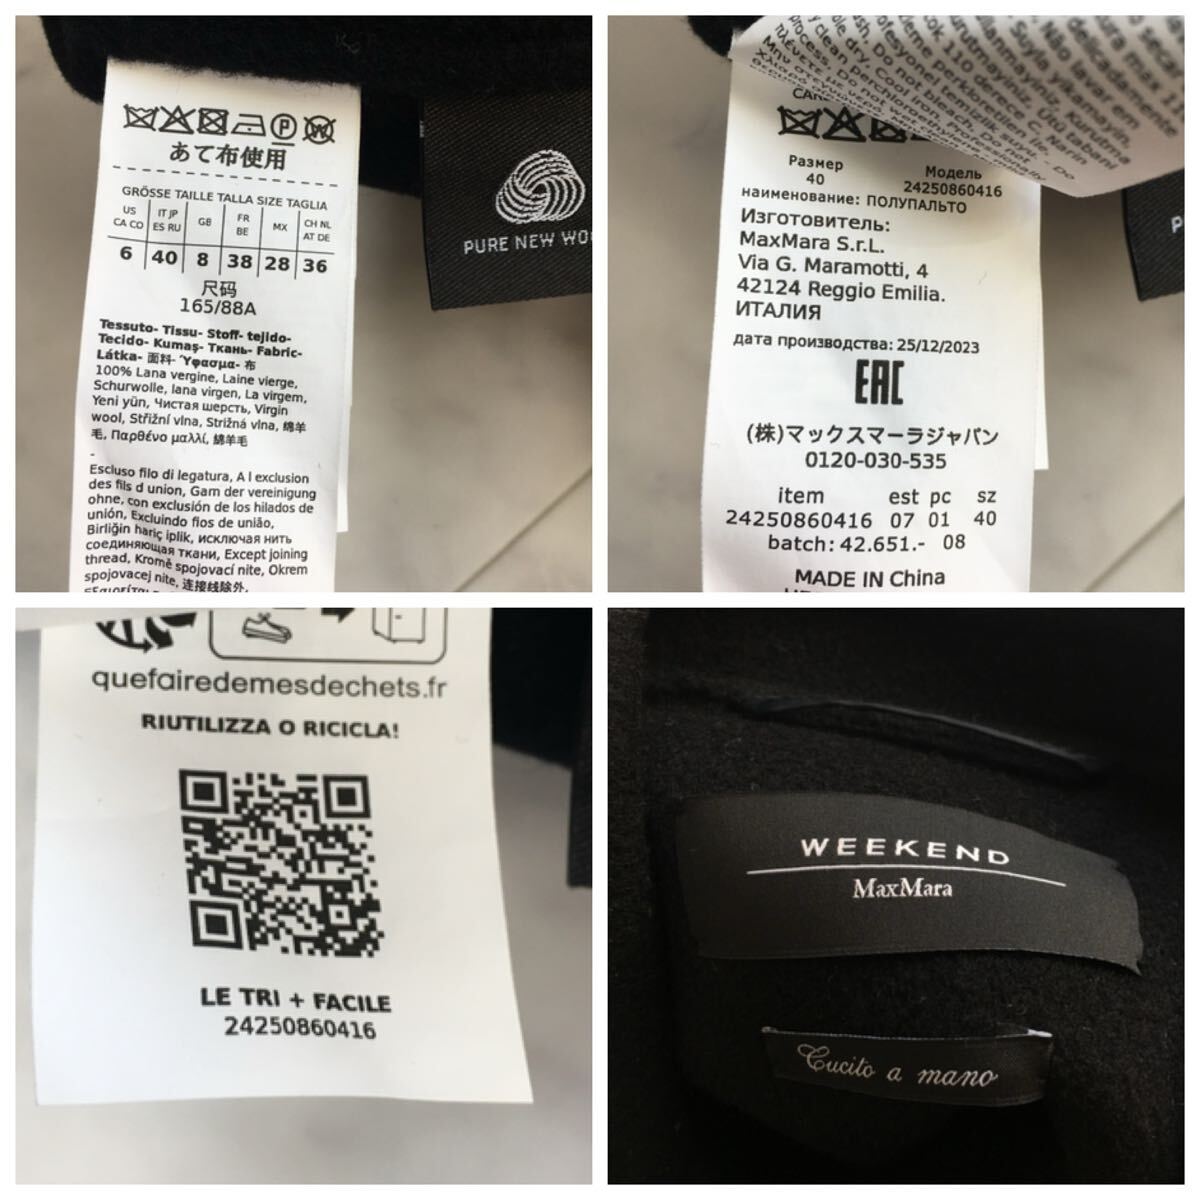 あて布使用
GRÖSSE TAILLE TALLA SIZE TAGLIA
US CA CO IT JP ES RU GB FR BE MX CH NL AT DE
6 40 8 38 28 36
尺码
165/88A
Tessuto- Tissu- Stoff- tejido-
Tecido- Kumaş- Ткань- Fabric-
Látka- 面料- Ύφασμα- 布
100% Lana vergine, Laine vierge,
Schurwolle, lana virgen, La virgem,
Yeni yün, Чистая шерсть, Virgin
wool, Střižní vlna, Strižná vlna, 绵羊
毛, Παρθένο μαλλί, 綿羊毛
-
Escluso filo di legatura, A l exclusion
des fils d union, Garn der vereinigung
ohne, con exclusión de los hilados de
unión, Excluindo fios de união,
Birliğin hariç iplik, исключая нить
соединяющая ткани, Except joining
thread, Kromě spojovací nite, Okrem
spojovacej nite, 连接线除外,
PURE NEW WO
Размер
40
Модель
24250860416
наименование: ПОЛУПАЛЬТО
Изготовитель:
MaxMara S.r.L.
Via G. Maramotti, 4
42124 Reggio Emilia.
ИТАЛИЯ
дата производства: 25/12/2023
EAC
(株)マックスマーラジャパン
0120-030-535
item est pc sz
24250860416 07 01 40
batch: 42.651.- 08
MADE IN China
quefairedemesdechets.fr
RIUTILIZZA O RICICLA!
LE TRI + FACILE
24250860416
WEEKEND
MaxMara
Cucito a mano